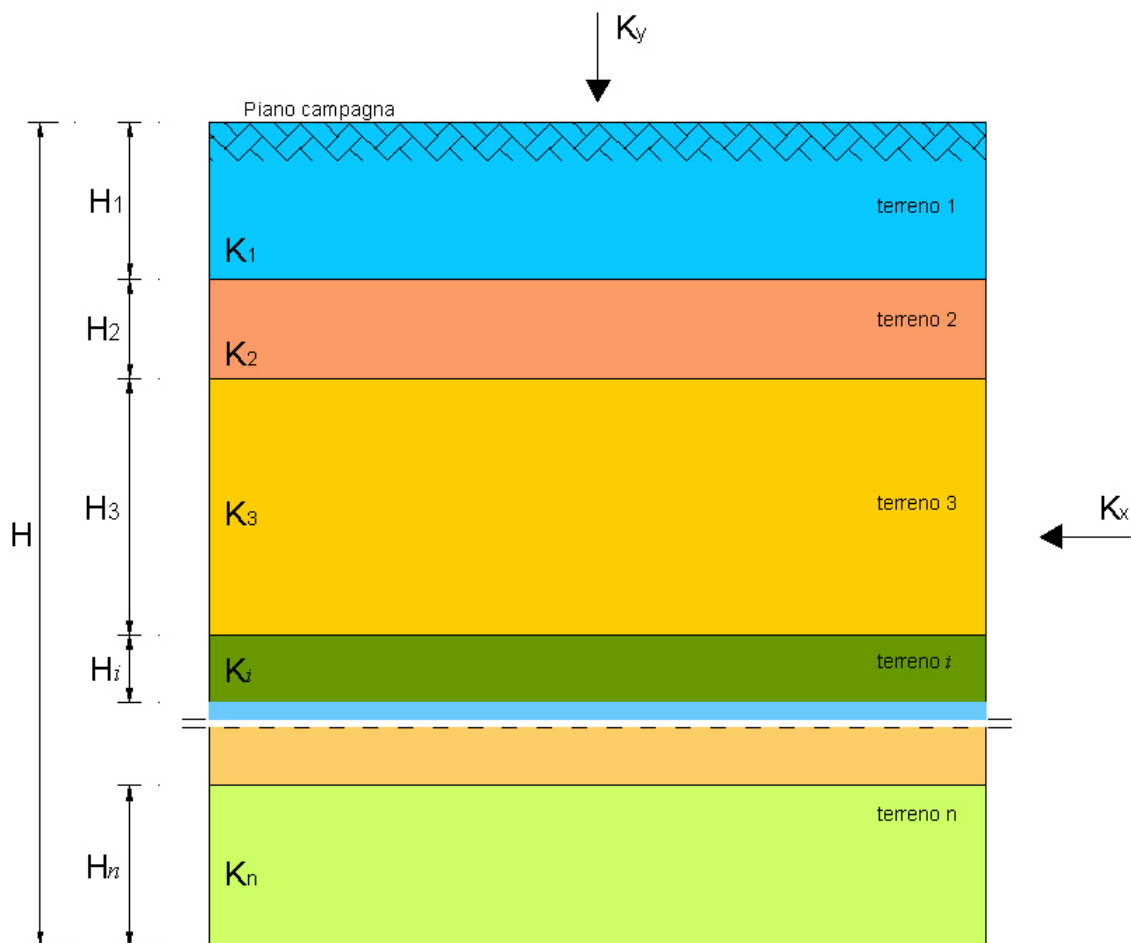 Ky
Piano campagna
H1
terreno 1
K1
H2
terreno 2
K2
H3
K3
terreno 3
Kx
H
Hi
Ki
terreno i
terreno n
Hn
Kn